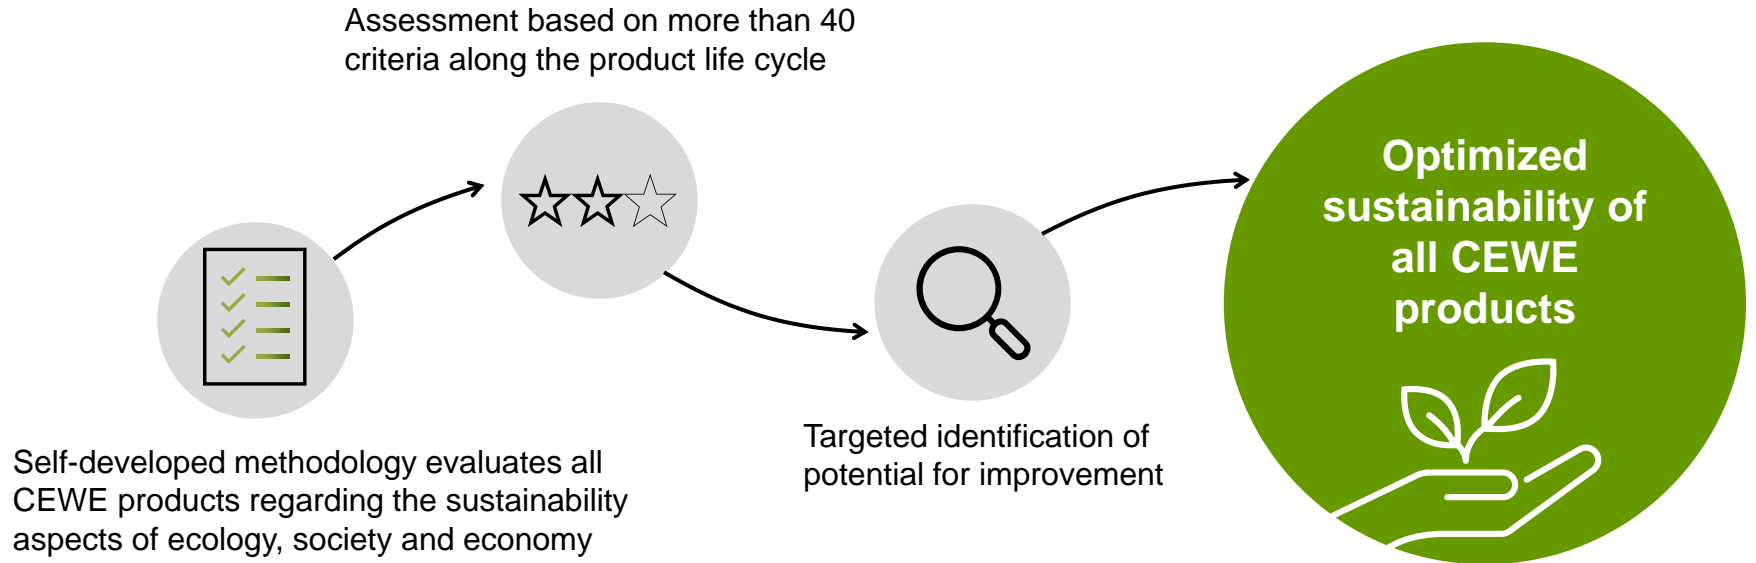 Assessment based on more than 40
criteria along the product life cycle
Self-developed methodology evaluates all
CEWE products regarding the sustainability
aspects of ecology, society and economy
Targeted identification of
potential for improvement
Optimized
sustainability of
all CEWE
products